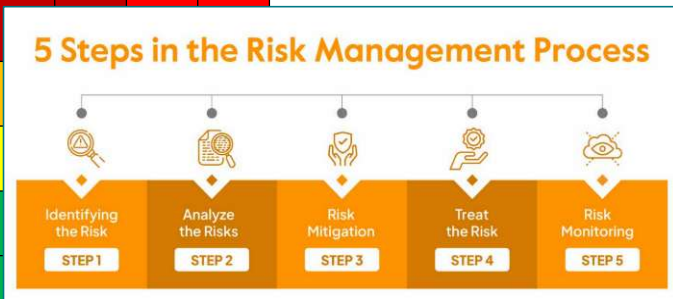 5 Steps in the Risk Management Process
Identifying
the Risk
STEP 1
Analyze
the Risks
STEP 2
Risk
Mitigation
STEP 3
Treat
the Risk
STEP 4
Risk
Monitoring
STEP 5